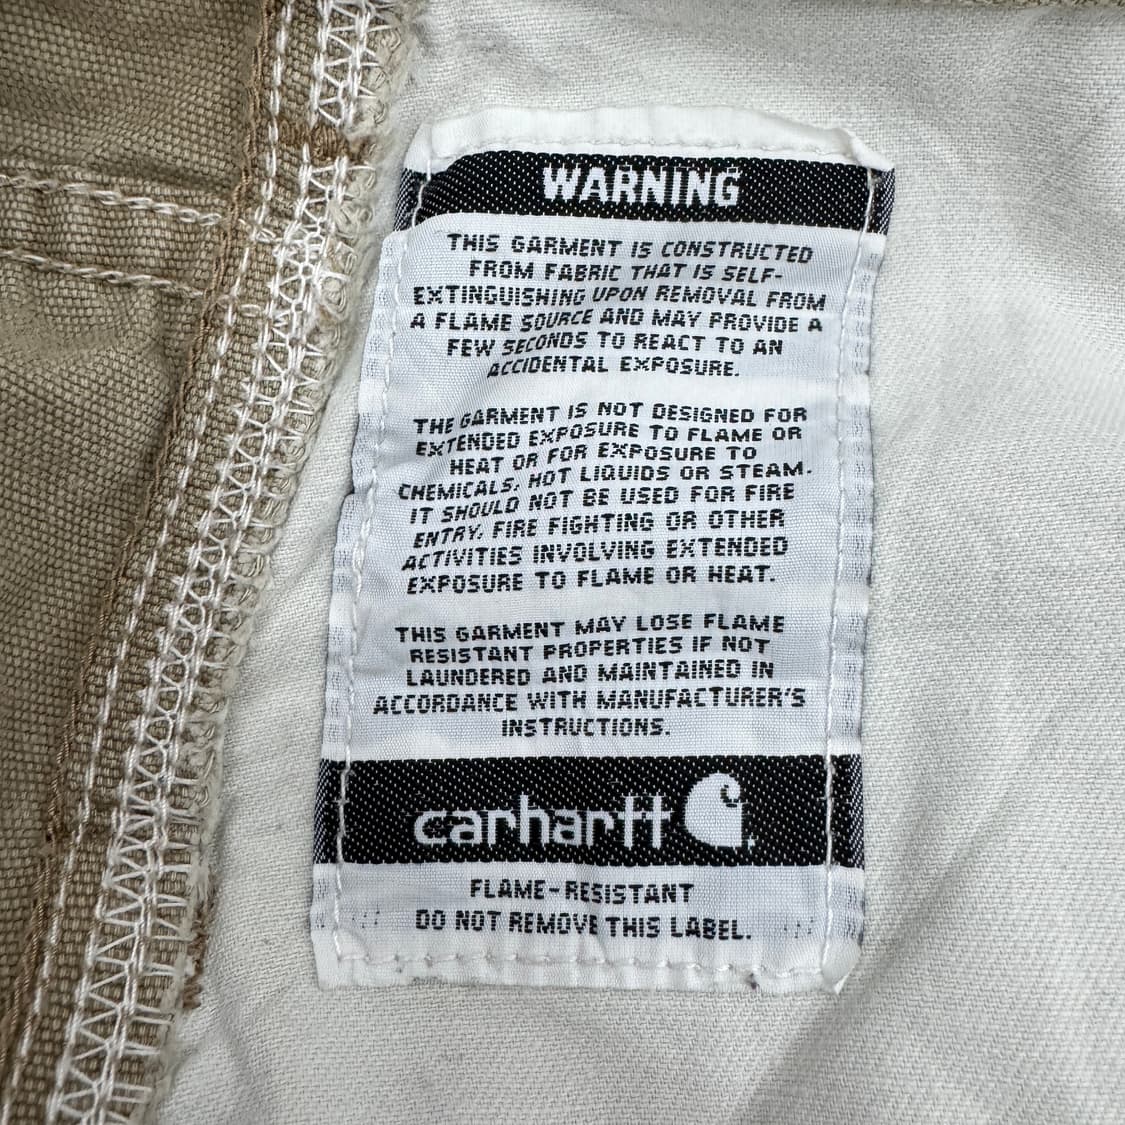 WARNING
THIS GARMENT IS CONSTRUCTED
FROM FABRIC THAT IS SELF-
EXTINGUISHING UPON REMOVAL FROM
A FLAME SOURCE AND MAY PROVIDE A
FEW SECONDS TO REACT TO AN
ACCIDENTAL EXPOSURE.
THE GARMENT IS NOT DESIGNED FOR
EXTENDED EXPOSURE TO FLAME OR
HEAT OR FOR EXPOSURE TO
CHEMICALS, HOT LIQUIDS OR STEAM.
IT SHOULD NOT BE USED FOR FIRE
ENTRY, FIRE FIGHTING OR OTHER
ACTIVITIES INVOLVING EXTENDED
EXPOSURE TO FLAME OR HEAT.
THIS GARMENT MAY LOSE FLAME
RESISTANT PROPERTIES IF NOT
LAUNDERED AND MAINTAINED IN
ACCORDANCE WITH MANUFACTURER'S
INSTRUCTIONS.
carhartt
FLAME-RESISTANT
DO NOT REMOVE THIS LABEL.